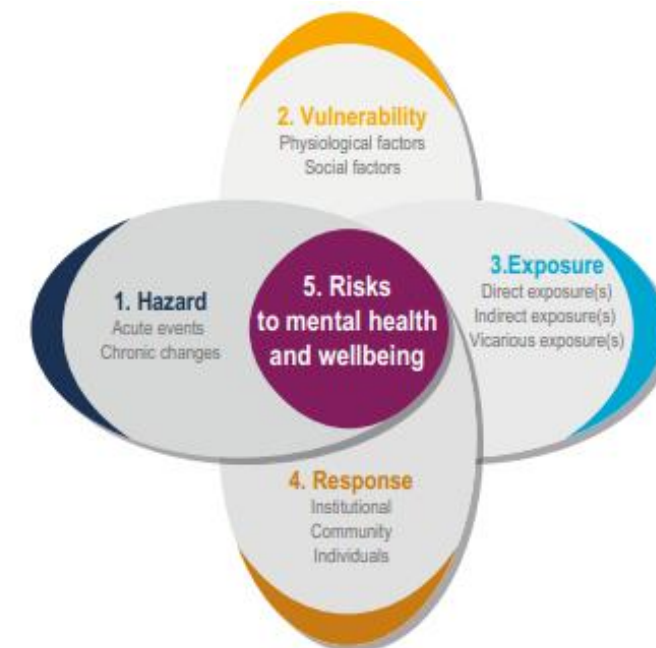 2. Vulnerability
Physiological factors
Social factors
1. Hazard
Acute events
Chronic changes
5. Risks
to mental health
and wellbeing
3.Exposure
Direct exposure(s)
Indirect exposure(s)
Vicarious exposure(s)
4. Response
Institutional
Community
Individuals